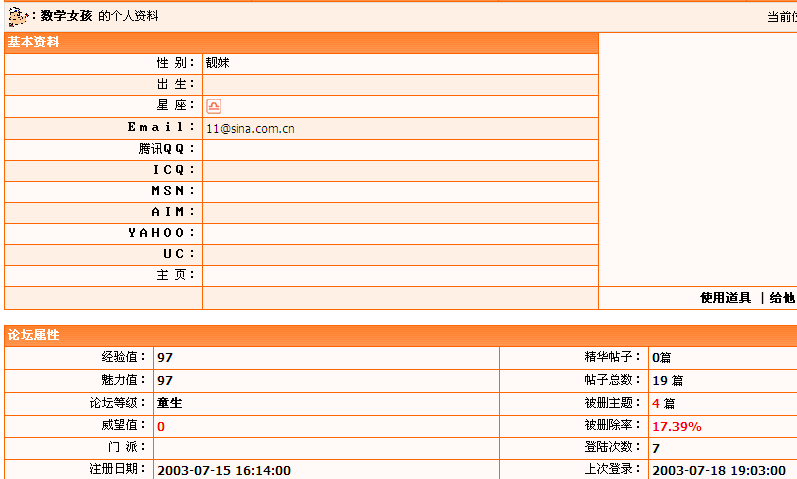 ：数学女孩 的个人资料 当前
基本资料
性 别： 靓妹
出 生：
星 座：
Email： 11@sina.com.cn
腾讯QQ：
ICQ：
MSN：
AIM：
YAHOO：
UC：
主 页：
使用道具 | 给他
论坛属性
经验值： 97 精华帖子： 0篇
魅力值： 97 帖子总数： 19 篇
论坛等级： 童生 被删主题： 4 篇
威望值： 0 被删除率： 17.39%
门 派： 登陆次数： 7
注册日期： 2003-07-15 16:14:00 上次登录： 2003-07-18 19:03:00